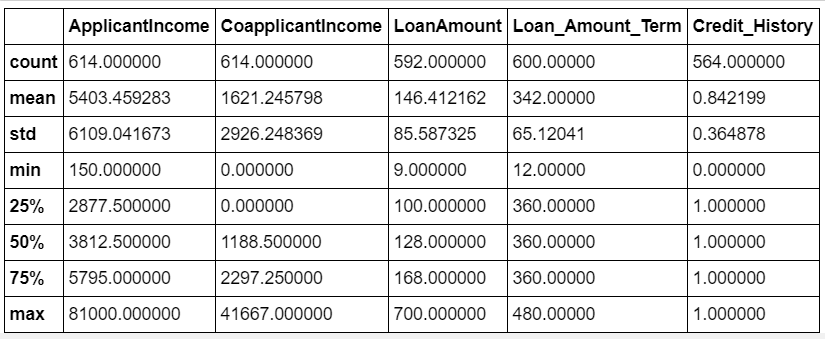 ApplicantIncome CoapplicantIncome LoanAmount Loan_Amount_Term Credit_History
count 614.000000 614.000000 592.000000 600.00000 564.000000
mean 5403.459283 1621.245798 146.412162 342.00000 0.842199
std 6109.041673 2926.248369 85.587325 65.12041 0.364878
min 150.000000 0.000000 9.000000 12.00000 0.000000
25% 2877.500000 0.000000 100.000000 360.00000 1.000000
50% 3812.500000 1188.500000 128.000000 360.00000 1.000000
75% 5795.000000 2297.250000 168.000000 360.00000 1.000000
max 81000.000000 41667.000000 700.000000 480.00000 1.000000